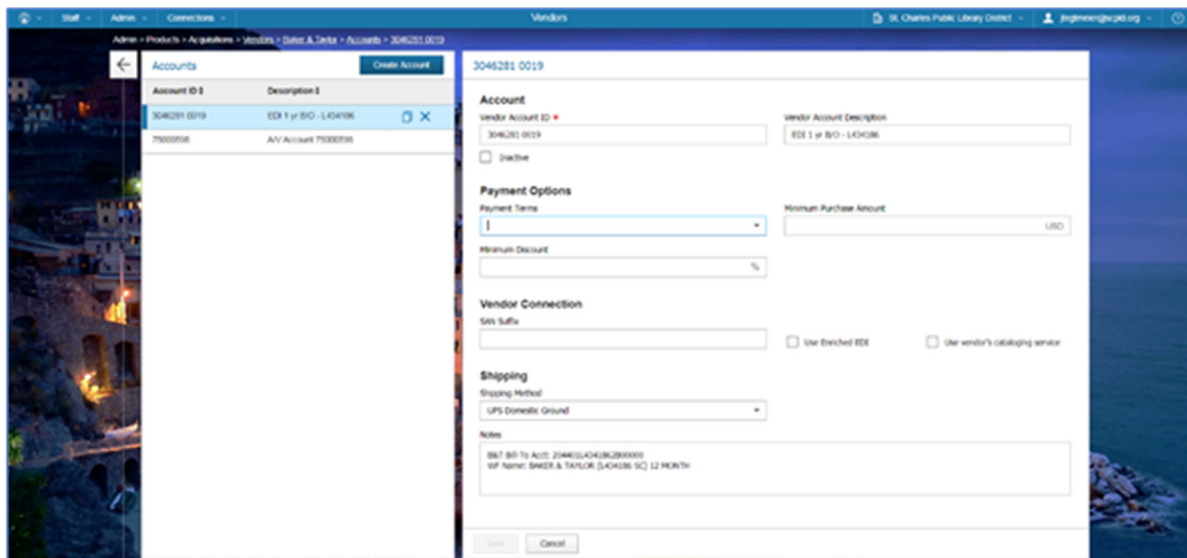 Staff Admin Connections Vendors St. Charles Public Library District
Admin > Products > Acquisitions > Vendors > Baker & Taylor > Accounts > 3046281 0019
Accounts Create Account
Account ID Description
3046281 0019 EDI 1 yr B/O - L434186
75000596 A/V Account 75000596
3046281 0019
Account
Vendor Account ID * Vendor Account Description
3046281 0019 EDI 1 yr B/O - L434186
Inactive
Payment Options
Payment Terms Minimum Purchase Amount
USD
Minimum Discount
%
Vendor Connection
SAN Suffix
Use Enriched EDI Use vendor's cataloging service
Shipping
Shipping Method
UPS Domestic Ground
Notes
B&T Bill-To Acct:
WF Name: BAKER & TAYLOR [L434186 SC] 12 MONTH
Save Cancel